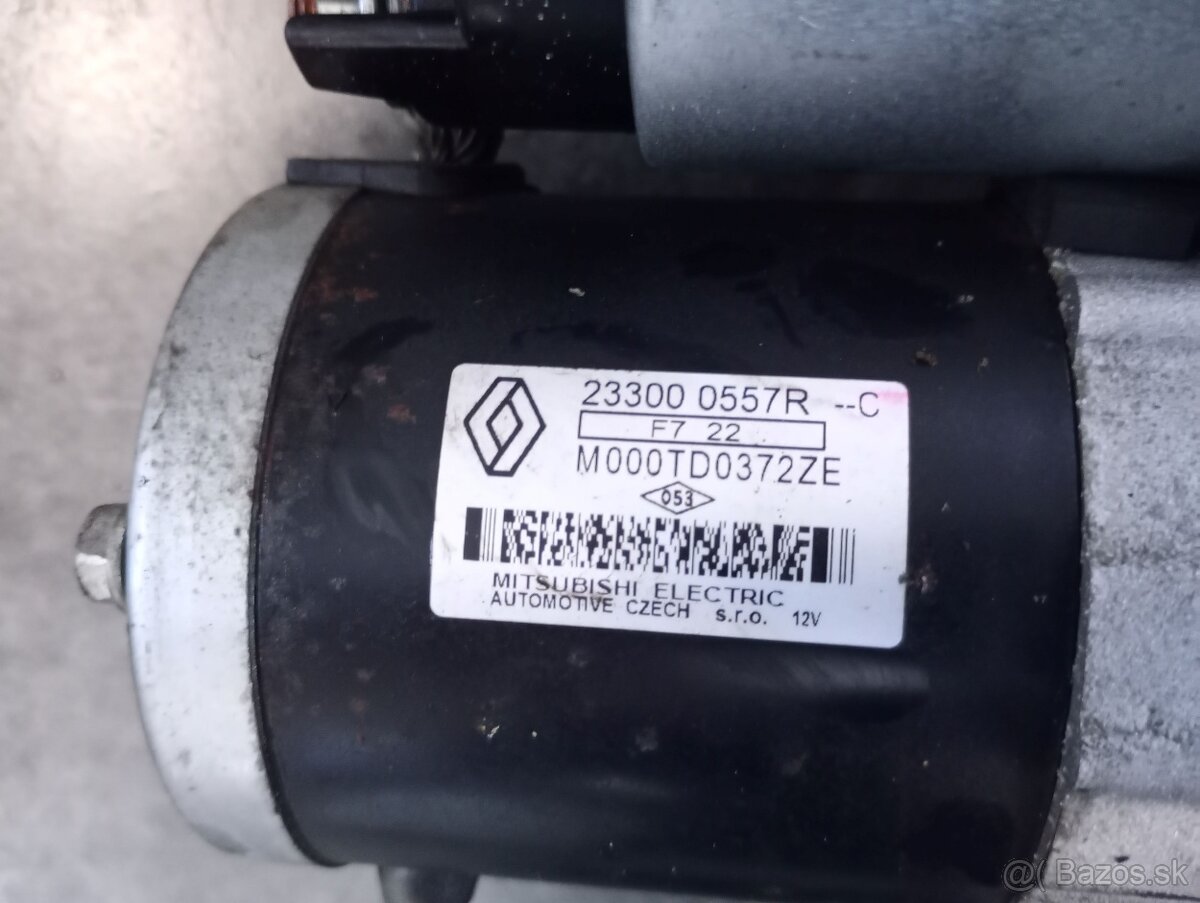 23300 0557R --C
F7 22
M000TD0372ZE
053
MITSUBISHI ELECTRIC
AUTOMOTIVE CZECH s.r.o. 12V
@( Bazos.sk